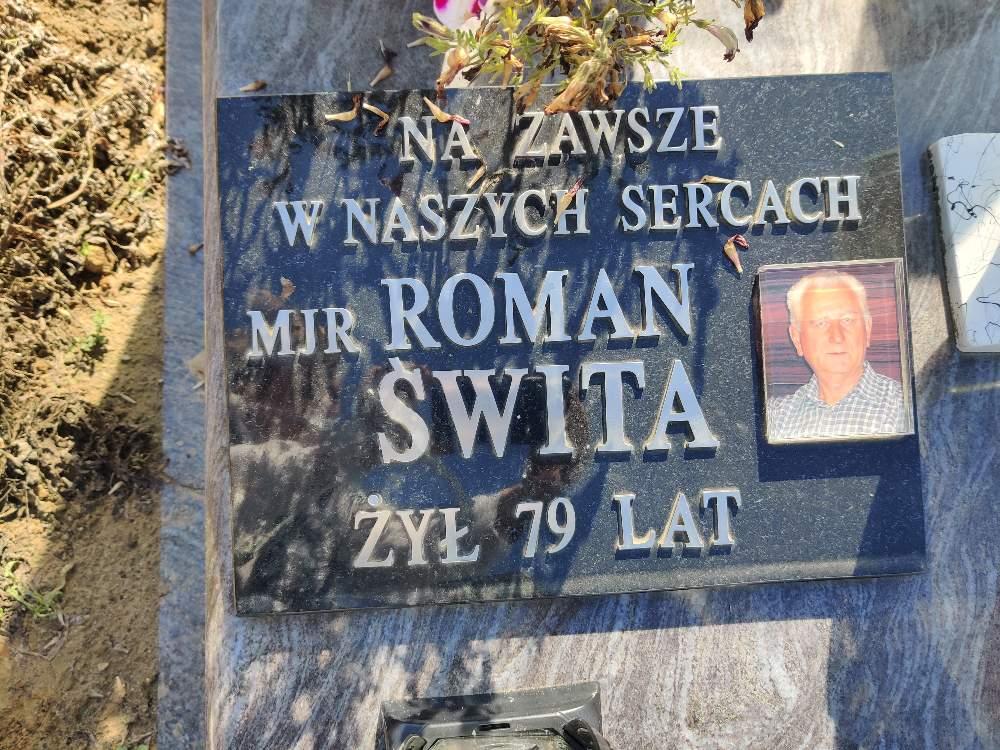 NA ZAWSZE
W NASZYCH SERCACH
MJR ROMAN
ŚWITA
ŻYŁ 79 LAT